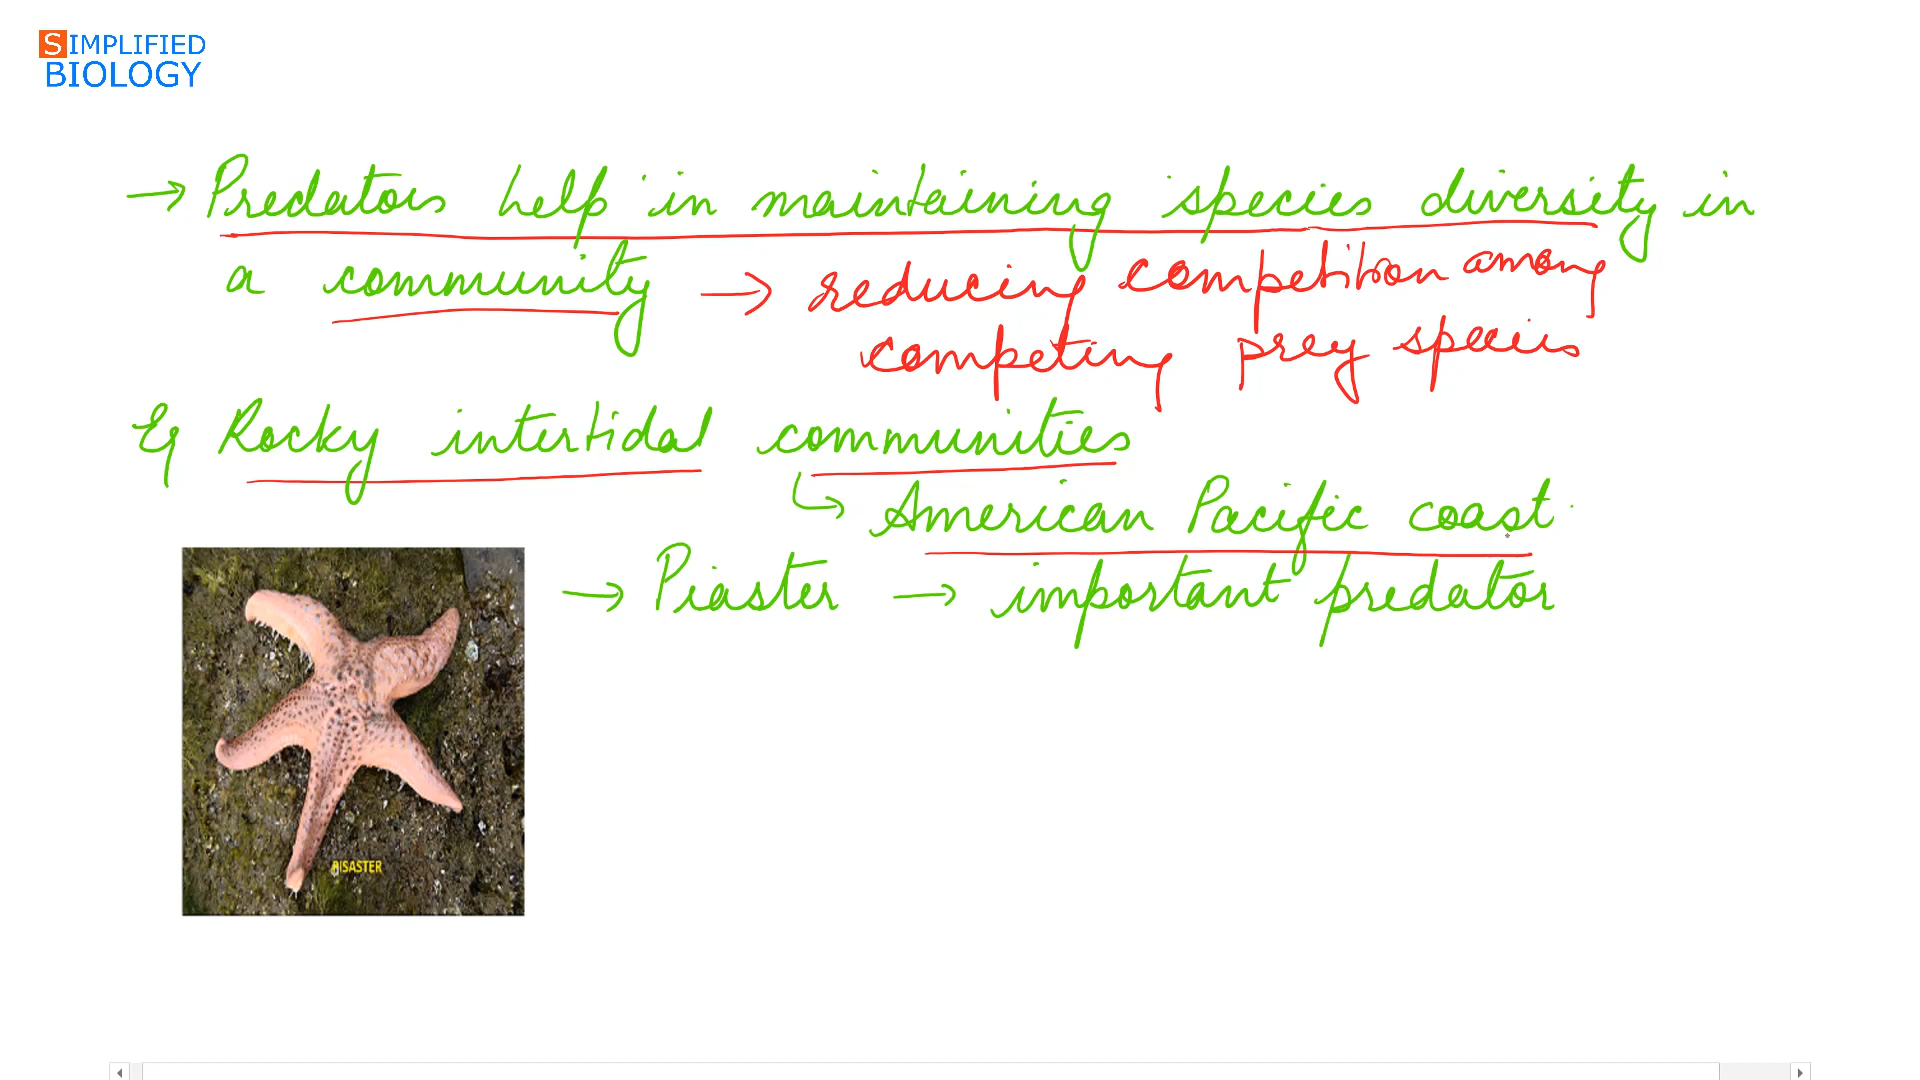 SIMPLIFIED
BIOLOGY
→ Predators help in maintaining species diversity in
a community → reducing competition among
competing prey species
Eg Rocky intertidal communities
↳ American Pacific coast
→ Piaster → important predator
PISASTER